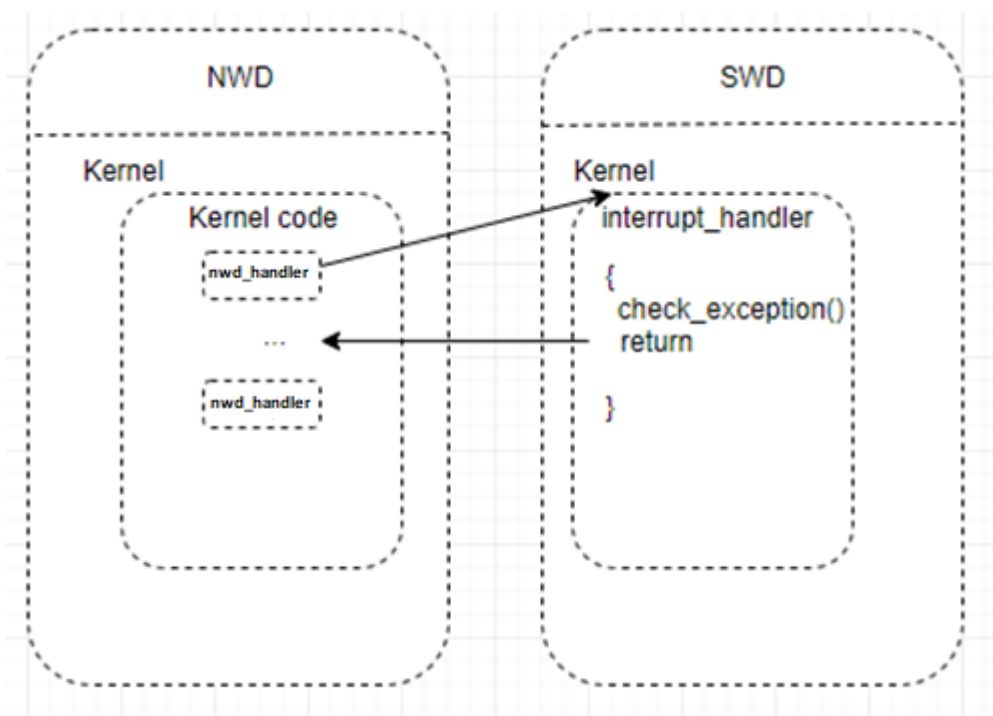 NWD
Kernel
Kernel code
nwd_handler
...
nwd_handler
SWD
Kernel
interrupt_handler
{
check_exception()
return
}